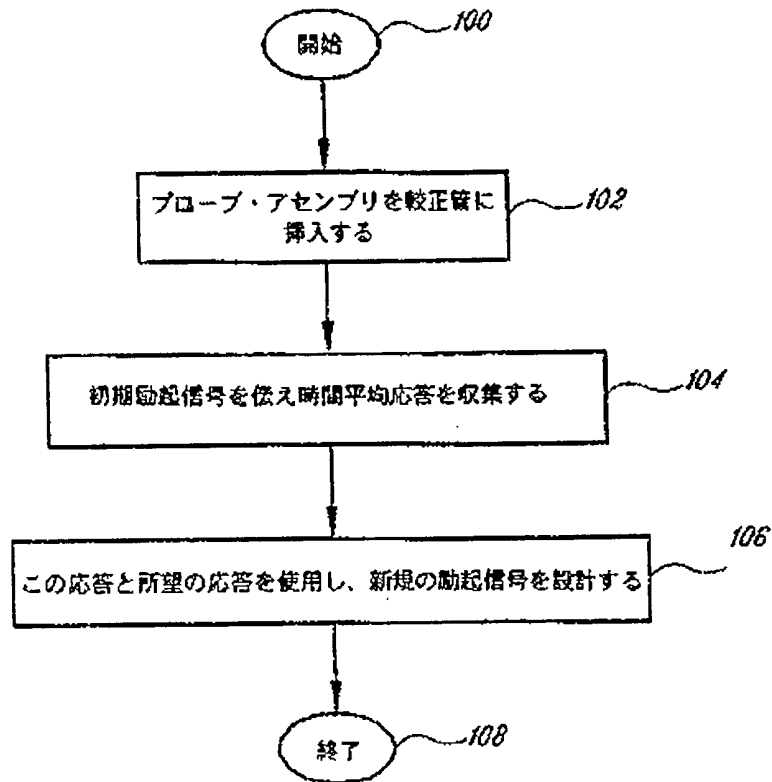 開始
100
プローブ・アセンブリを較正管に
挿入する
102
初期励起信号を伝え時間平均応答を収集する
104
この応答と所望の応答を使用し、新規の励起信号を設計する
106
終了
108